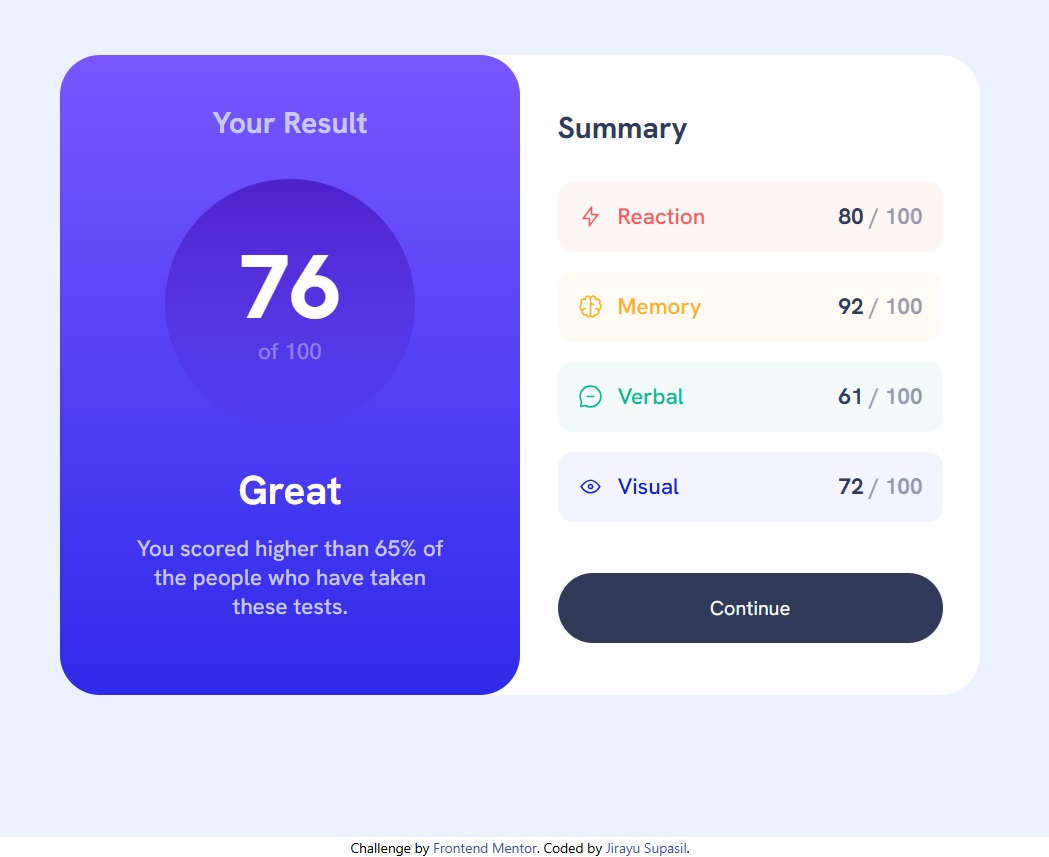 Your Result
76
of 100
Great
You scored higher than 65% of
the people who have taken
these tests.
Summary
Reaction 80 / 100
Memory 92 / 100
Verbal 61 / 100
Visual 72 / 100
Continue
Challenge by Frontend Mentor. Coded by Jirayu Supasil.